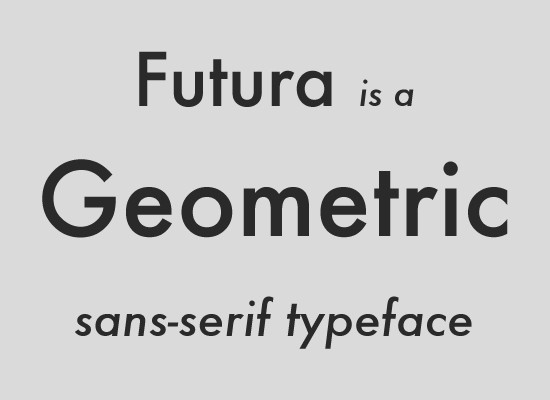 Futura is a
Geometric
sans-serif typeface